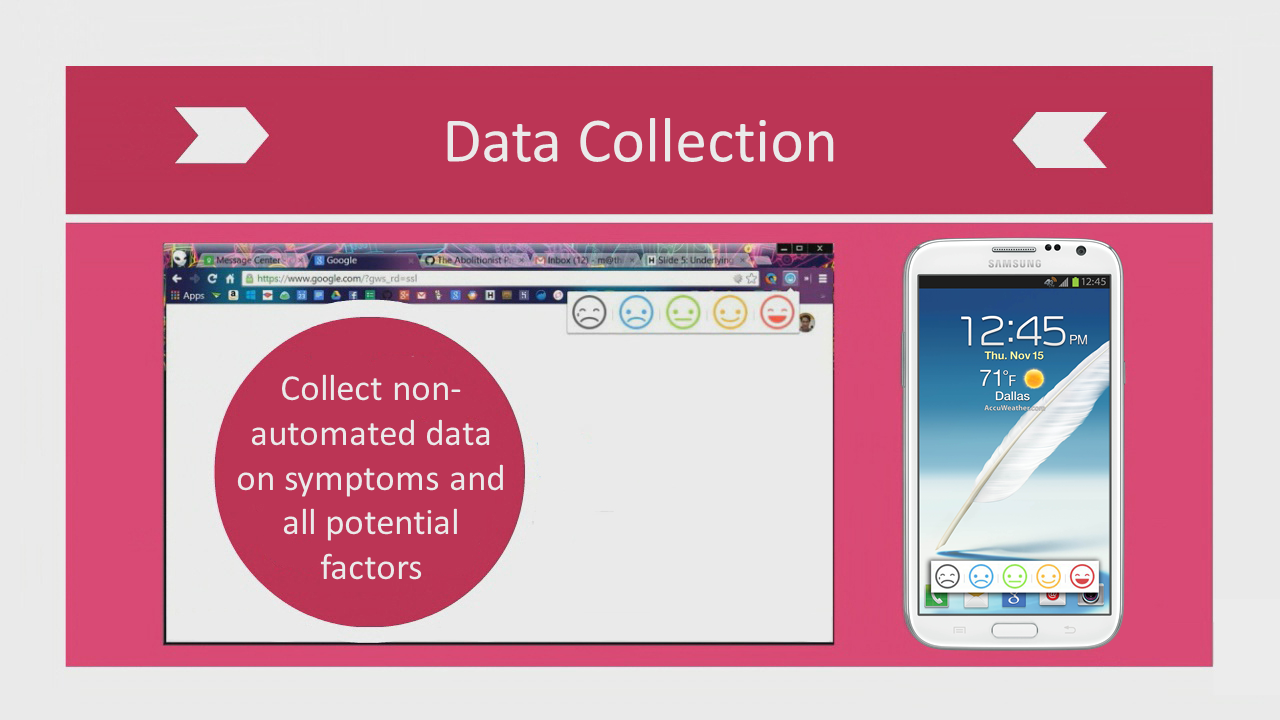 Data Collection
Message Center
Google
The Abolitionist P
Inbox (12) - m@thi
Slide 5: Underlying
https://www.google.com/?gws_rd=ssl
Apps
Collect non-
automated data
on symptoms and
all potential
factors
SAMSUNG
12:45
12:45 PM
Thu. Nov 15
71°F
Dallas
AccuWeather.com